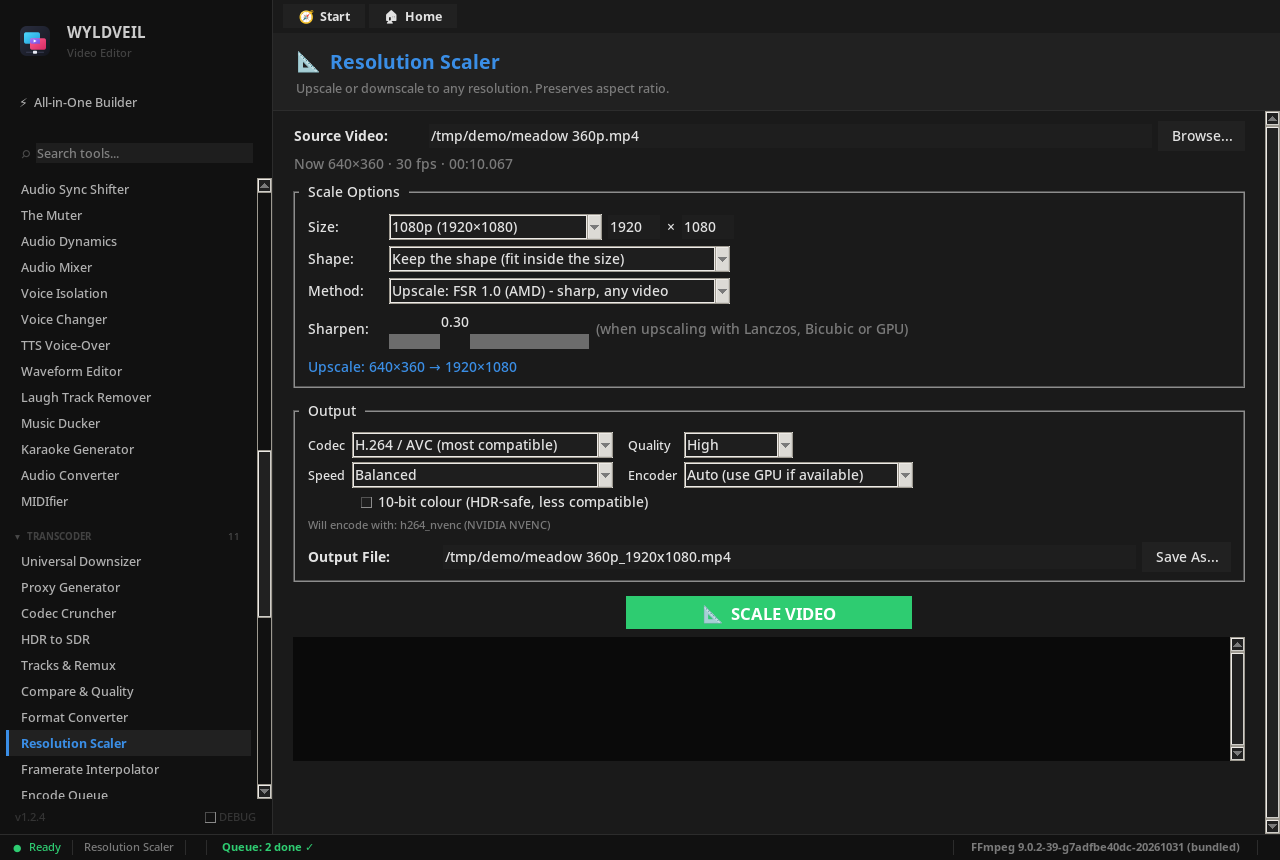 WYLDVEIL
Video Editor
⚡ All-in-One Builder
Search tools...
Audio Sync Shifter
The Muter
Audio Dynamics
Audio Mixer
Voice Isolation
Voice Changer
TTS Voice-Over
Waveform Editor
Laugh Track Remover
Music Ducker
Karaoke Generator
Audio Converter
MIDIfier
▾ TRANSCODER 11
Universal Downsizer
Proxy Generator
Codec Cruncher
HDR to SDR
Tracks & Remux
Compare & Quality
Format Converter
Resolution Scaler
Framerate Interpolator
Encode Queue
v1.2.4 DEBUG
Start Home
Resolution Scaler
Upscale or downscale to any resolution. Preserves aspect ratio.
Source Video: /tmp/demo/meadow 360p.mp4 Browse...
Now 640×360 · 30 fps · 00:10.067
Scale Options
Size: 1080p (1920×1080) 1920 × 1080
Shape: Keep the shape (fit inside the size)
Method: Upscale: FSR 1.0 (AMD) - sharp, any video
Sharpen: 0.30 (when upscaling with Lanczos, Bicubic or GPU)
Upscale: 640×360 → 1920×1080
Output
Codec H.264 / AVC (most compatible) Quality High
Speed Balanced Encoder Auto (use GPU if available)
10-bit colour (HDR-safe, less compatible)
Will encode with: h264_nvenc (NVIDIA NVENC)
Output File: /tmp/demo/meadow 360p_1920x1080.mp4 Save As...
SCALE VIDEO
● Ready Resolution Scaler Queue: 2 done ✓ FFmpeg 9.0.2-39-g7adfbe40dc-20261031 (bundled)